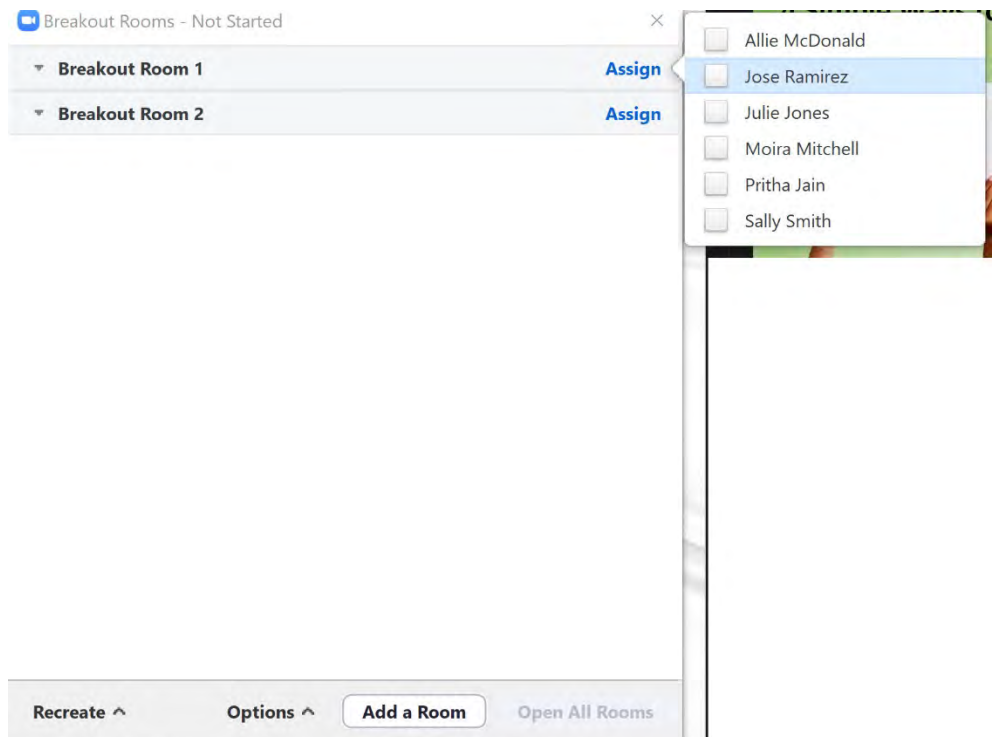 Breakout Rooms - Not Started
Breakout Room 1 Assign
Breakout Room 2 Assign
Allie McDonald
Jose Ramirez
Julie Jones
Moira Mitchell
Pritha Jain
Sally Smith
Recreate Options Add a Room Open All Rooms